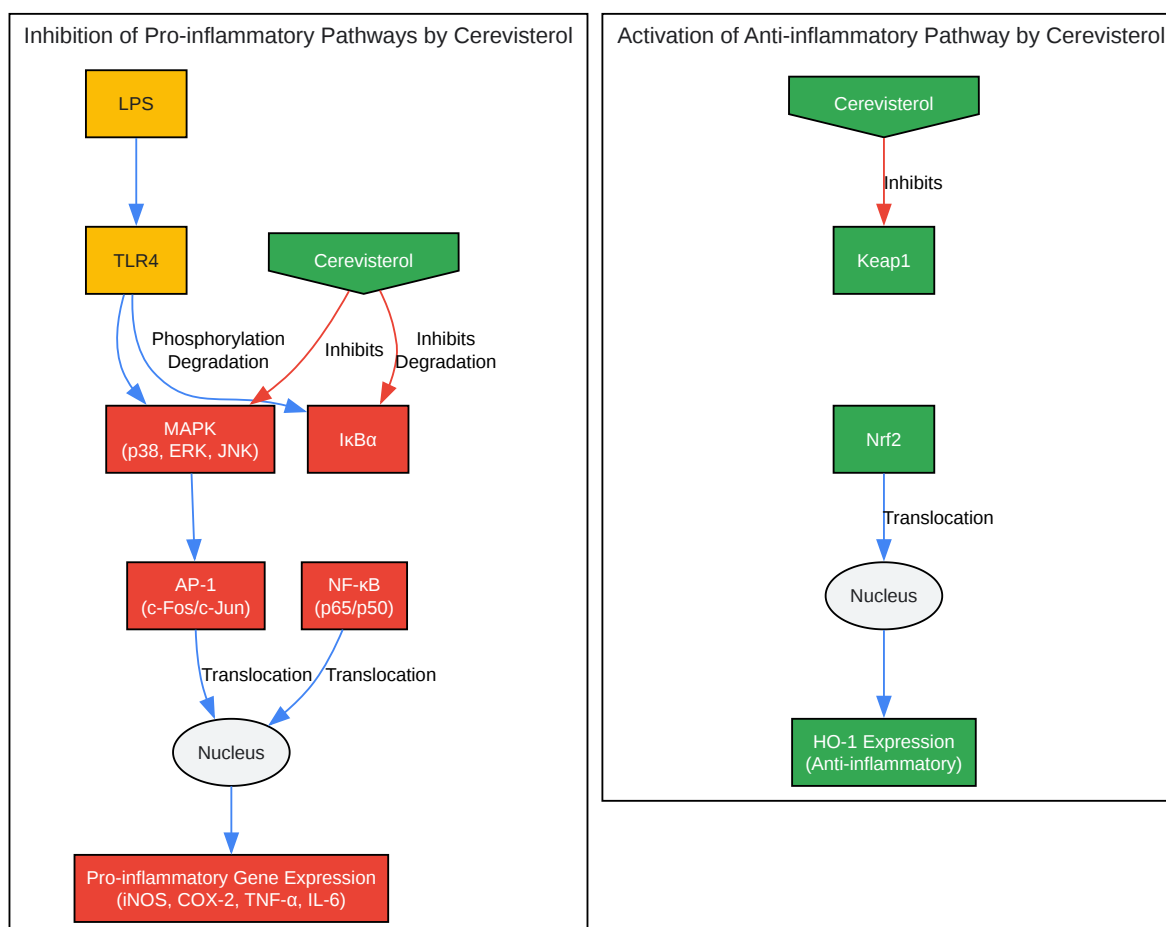 Inhibition of Pro-inflammatory Pathways by Cerevisterol
LPS
TLR4
Cerevisterol
Phosphorylation
Degradation
Inhibits
Inhibits
Degradation
MAPK
(p38, ERK, JNK)
IκBα
AP-1
(c-Fos/c-Jun)
NF-κB
(p65/p50)
Translocation
Translocation
Nucleus
Pro-inflammatory Gene Expression
(iNOS, COX-2, TNF-α, IL-6)
Activation of Anti-inflammatory Pathway by Cerevisterol
Cerevisterol
Inhibits
Keap1
Nrf2
Translocation
Nucleus
HO-1 Expression
(Anti-inflammatory)